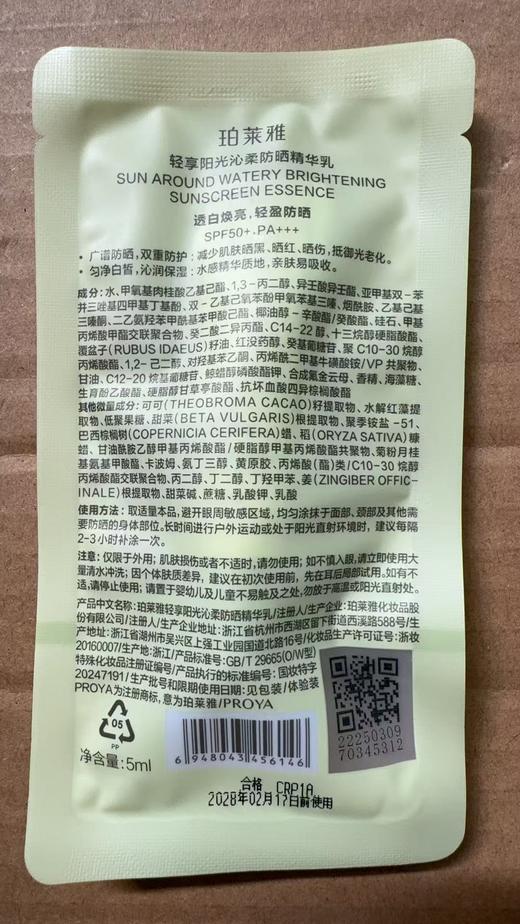 珀莱雅
轻享阳光沁柔防晒精华乳
SUN AROUND WATERY BRIGHTENING
SUNSCREEN ESSENCE
透白焕亮，轻盈防晒
SPF50+.PA+++
• 广谱防晒，双重防护：减少肌肤晒黑、晒红、晒伤，抵御光老化。
• 匀净白皙，沁润保湿：水感精华质地，亲肤易吸收。
成分：水、甲氧基肉桂酸乙基己酯、1,3-丙二醇、异壬酸异壬酯、亚甲基双-苯
并三唑基四甲基丁基酚、双-乙基己氧苯酚甲氧苯基三嗪、烟酰胺、乙基己基
三嗪酮、二乙氨羟苯甲酰基苯甲酸己酯、椰油醇-辛酸酯/癸酸酯、硅石、甲基
丙烯酸甲酯交联聚合物、癸二酸二异丙酯、C14-22 醇、十三烷醇硬脂酸酯、
覆盆子(RUBUS IDAEUS)籽油、红没药醇、癸基葡糖苷、聚 C10-30 烷醇
丙烯酸酯、1,2-己二醇、对羟基苯乙酮、丙烯酰二甲基牛磺酸铵/VP 共聚物、
甘油、C12-20 烷基葡糖苷、鲸蜡醇磷酸酯钾、合成氟金云母、香精、海藻糖、
生育酚乙酸酯、硬脂醇甘草亭酸酯、抗坏血酸四异棕榈酸酯
其他微量成分：可可(THEOBROMA CACAO)籽提取物、水解红藻提
取物、低聚果糖、甜菜(BETA VULGARIS)根提取物、聚季铵盐-51、
巴西棕榈树(COPERNICIA CERIFERA)蜡、稻(ORYZA SATIVA)糠
蜡、甘油酰胺乙醇甲基丙烯酸酯/硬脂醇甲基丙烯酸酯共聚物、菊粉月桂
基氨基甲酸酯、卡波姆、氨丁三醇、黄原胶、丙烯酸(酯)类/C10-30 烷醇
丙烯酸酯交联聚合物、丙二醇、丁二醇、丁羟甲苯、姜(ZINGIBER OFFIC-
INALE)根提取物、甜菜碱、蔗糖、乳酸钾、乳酸
使用方法：取适量本品，避开眼周敏感区域，均匀涂抹于面部、颈部及其他需
要防晒的身体部位。长时间进行户外运动或处于阳光直射环境时，建议每隔
2-3小时补涂一次。
注意：仅限于外用；肌肤损伤或者不适时，请勿使用；如不慎入眼，请立即使用大
量清水冲洗；因个体肤质差异，建议在初次使用前，先在耳后局部试用。如有不
适，请停止使用；请置于婴幼儿及儿童不易触及之处，勿放于高温或阳光直射处。
产品中文名称：珀莱雅轻享阳光沁柔防晒精华乳/注册人/生产企业：珀莱雅化妆品股
份有限公司/注册人/生产企业地址：浙江省杭州市西湖区留下街道西溪路588号/生
产地址：浙江省湖州市吴兴区上强工业园国道北路16号/化妆品生产许可证号：浙妆
20160007/生产地：浙江/产品标准号：GB/T 29665(O/W型)
特殊化妆品注册证编号/产品执行的标准编号：国妆特字
20247191/生产批号和限期使用日期：见包装/体验装
PROYA为注册商标，意为珀莱雅/PROYA
05
PP
净含量：5ml
6948043456146
22250309
70345312
合格 CRP1A
2028年02月17日前使用